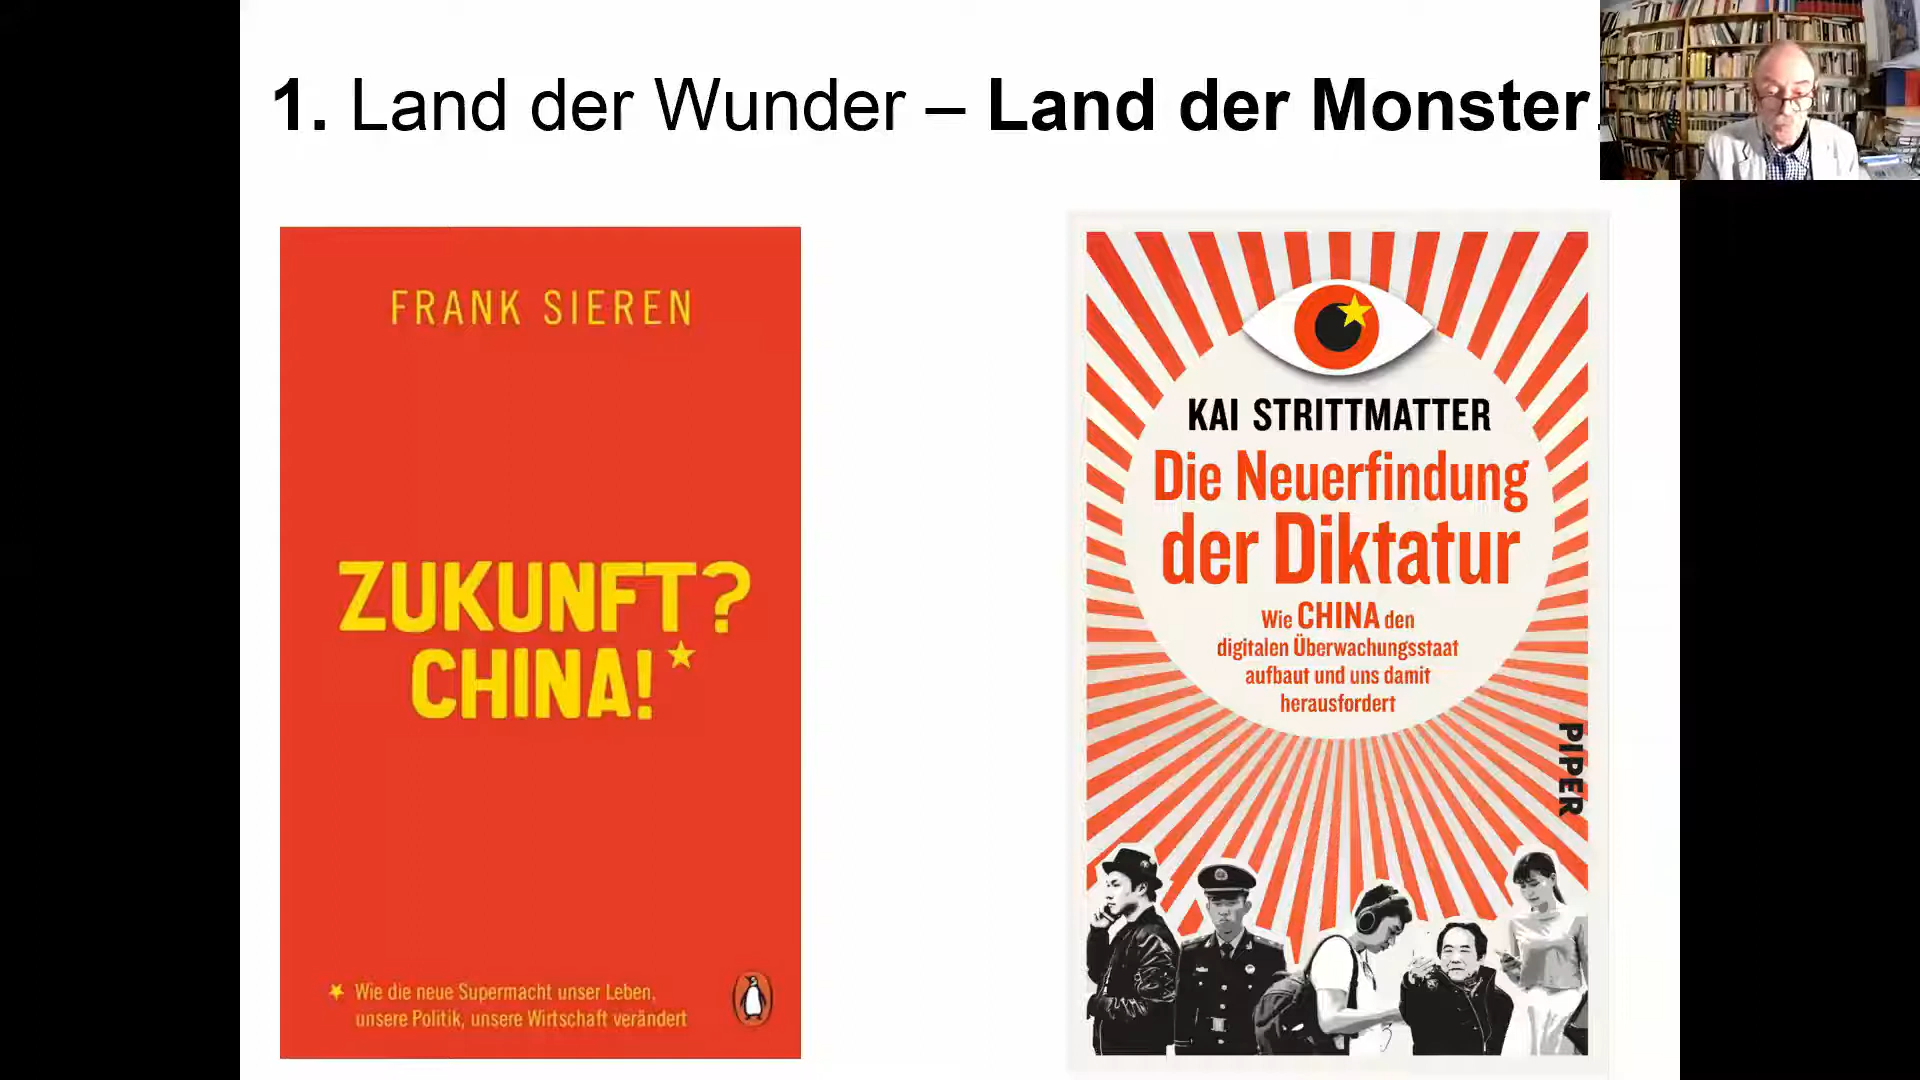 1. Land der Wunder – Land der Monster
FRANK SIEREN
ZUKUNFT?
CHINA!*
* Wie die neue Supermacht unser Leben,
unsere Politik, unsere Wirtschaft verändert
KAI STRITTMATTER
Die Neuerfindung
der Diktatur
Wie CHINA den
digitalen Überwachungsstaat
aufbaut und uns damit
herausfordert
PIPER